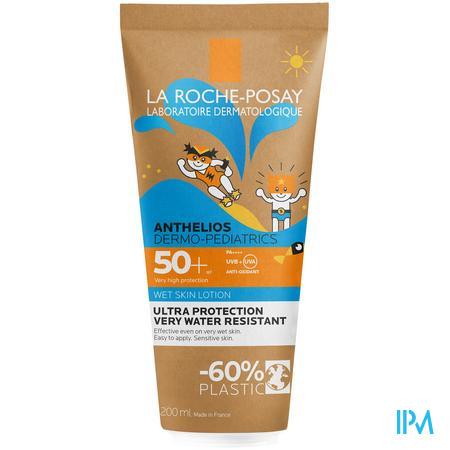 LA ROCHE-POSAY
LABORATOIRE DERMATOLOGIQUE
ANTHELIOS
DERMO-PEDIATRICS
50+
Very high protection
PA++++
UVB + UVA
ANTI-OXIDANT
WET SKIN LOTION
ULTRA PROTECTION
VERY WATER RESISTANT
Effective even on very wet skin.
Easy to apply. Sensitive skin.
-60%
PLASTIC
200 ml. Made in France
IPM